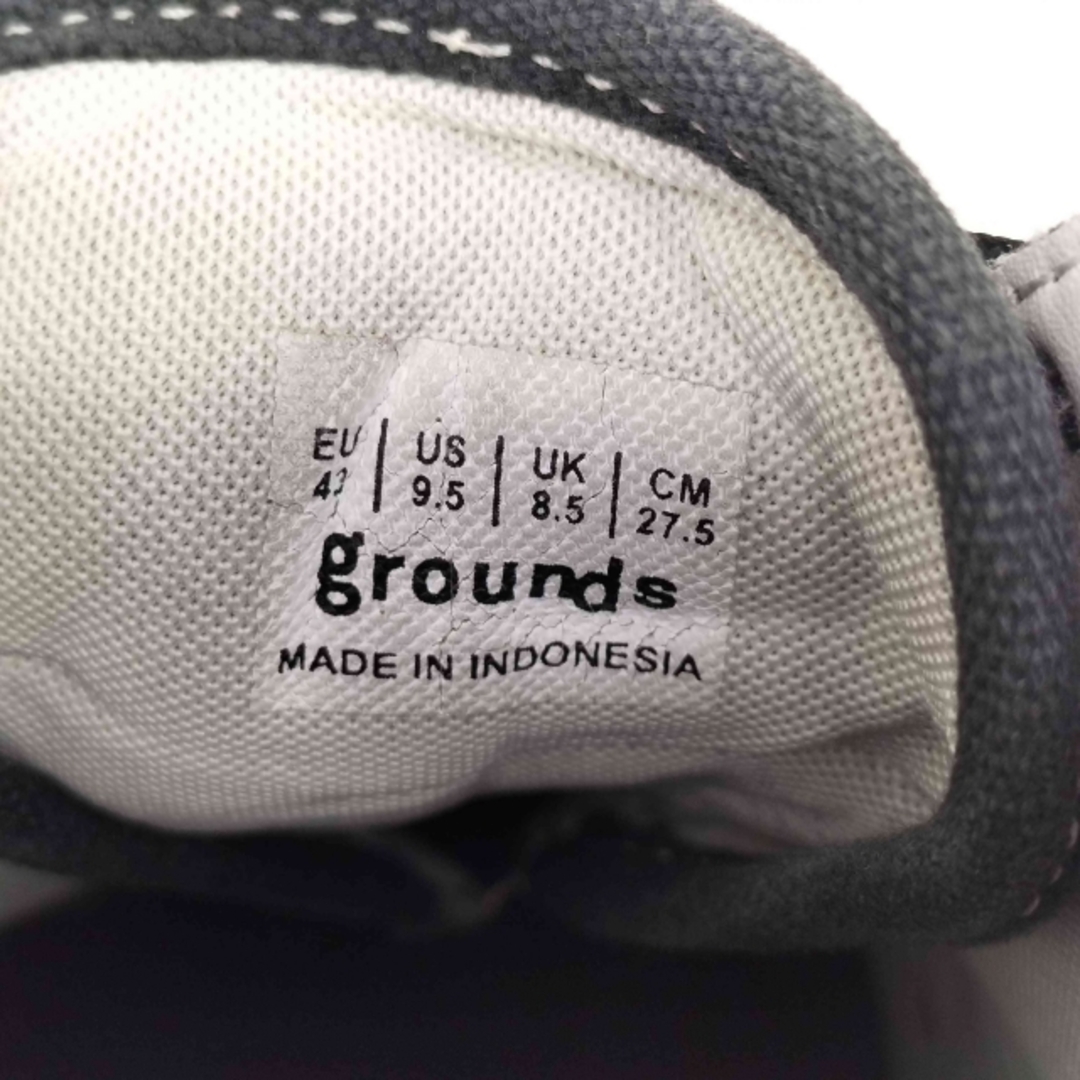 EU | US | UK | CM
9.5 | 8.5 | 27.5
grounds
MADE IN INDONESIA